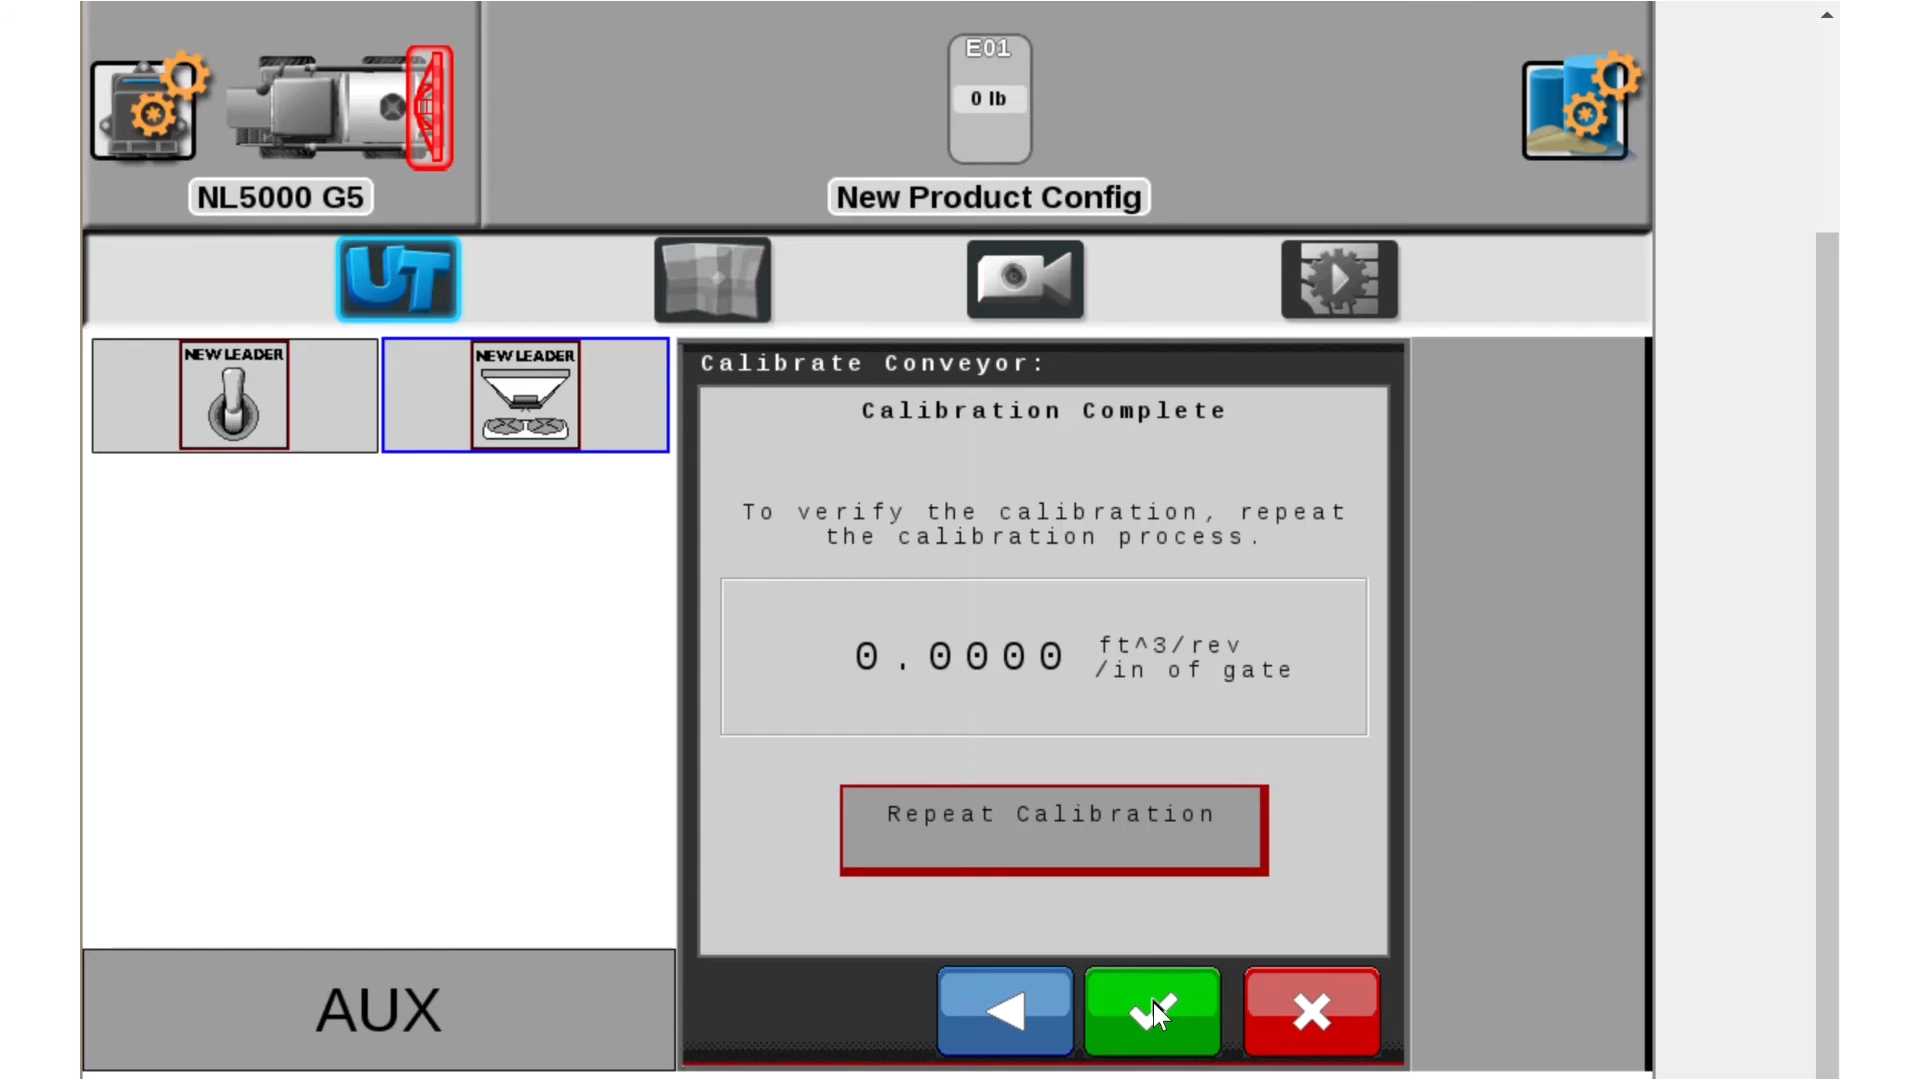 E01
0 lb
NL5000 G5
New Product Config
UT
NEW LEADER
NEW LEADER
Calibrate Conveyor:
Calibration Complete
To verify the calibration, repeat
the calibration process.
0.0000
ft^3/rev
/in of gate
Repeat Calibration
AUX